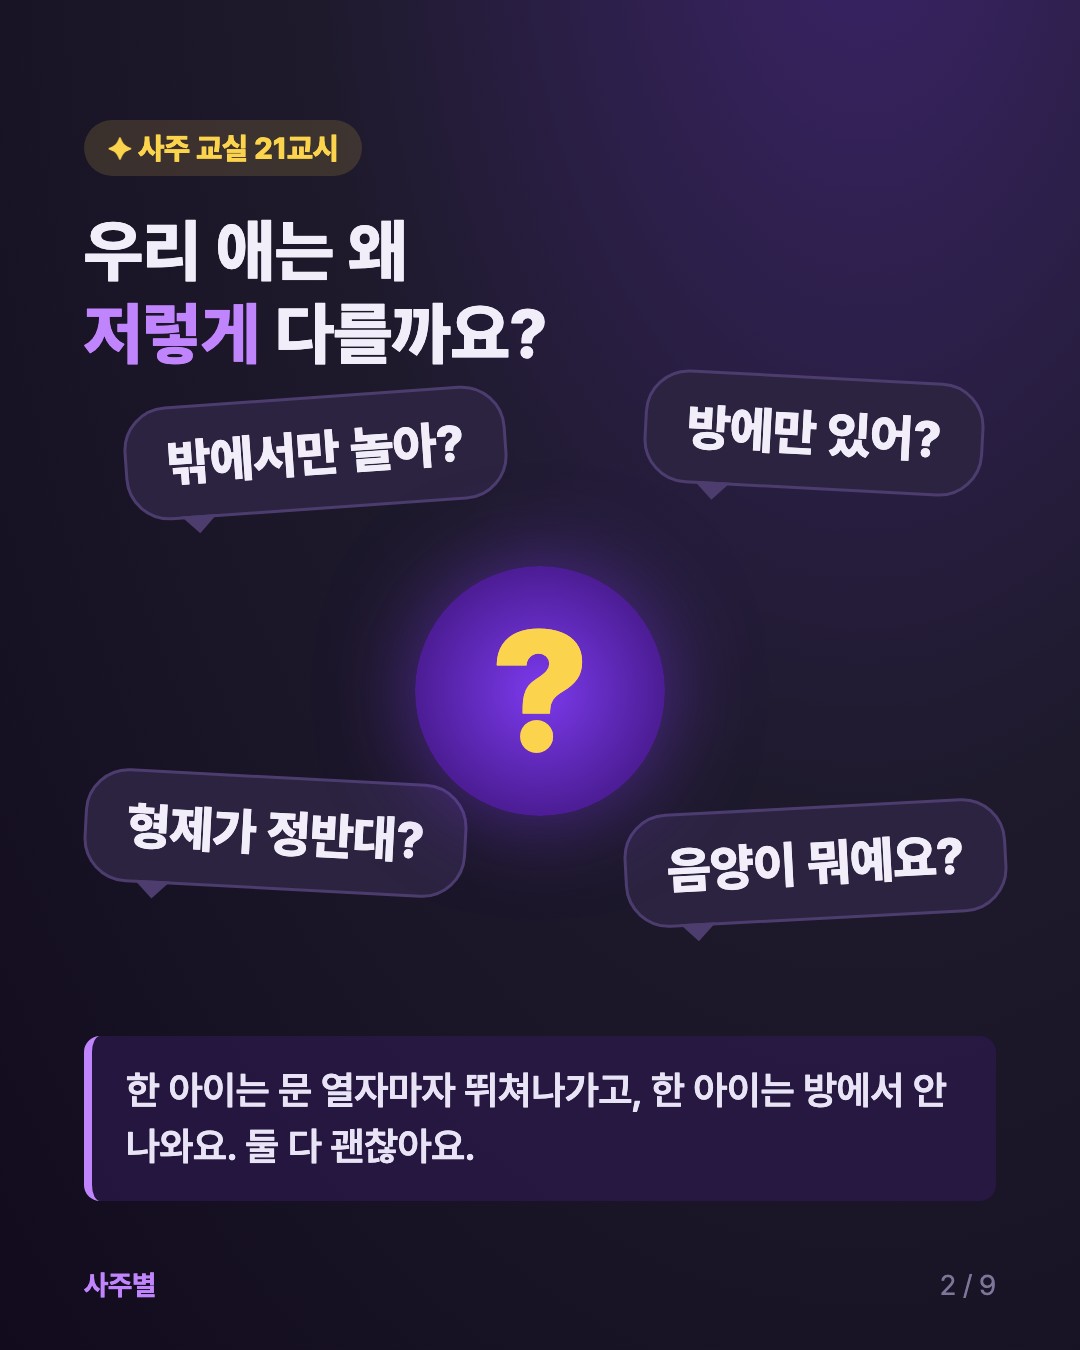 ✦ 사주 교실 21교시
우리 애는 왜
저렇게 다를까요?
밖에서만 놀아?
방에만 있어?
?
형제가 정반대?
음양이 뭐예요?
한 아이는 문 열자마자 뛰쳐나가고, 한 아이는 방에서 안
나와요. 둘 다 괜찮아요.
사주별
2 / 9